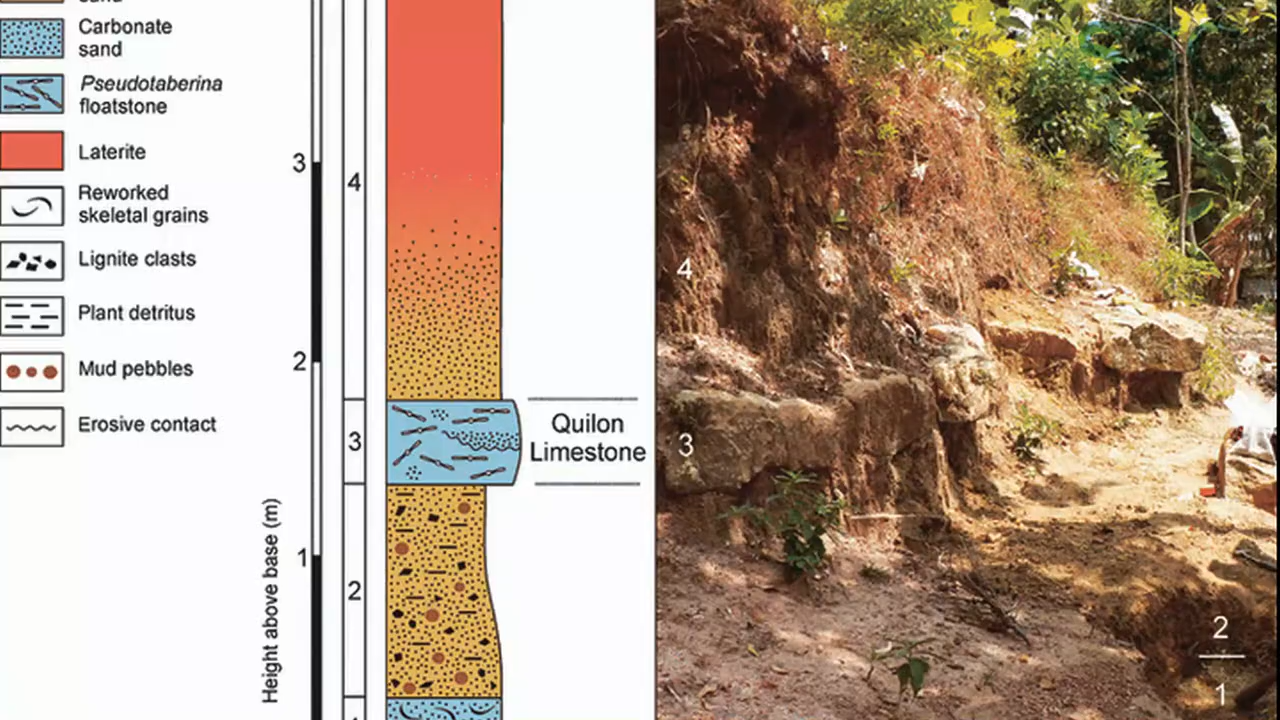 Carbonate
sand
Pseudotaberina
floatstone
Laterite
Reworked
skeletal grains
Lignite clasts
Plant detritus
Mud pebbles
Erosive contact
Height above base (m)
3
2
1
4
3
2
Quilon
Limestone
4
3
2
1